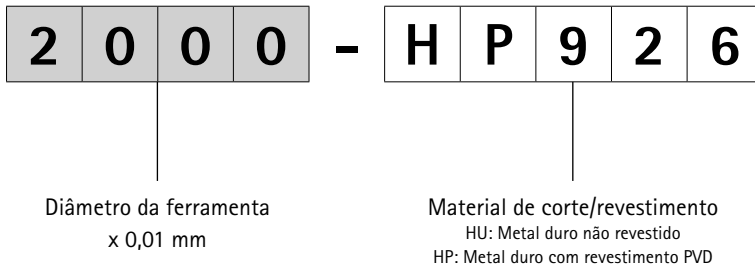 2000 - HP926
Diâmetro da ferramenta
x 0,01 mm
Material de corte/revestimento
HU: Metal duro não revestido
HP: Metal duro com revestimento PVD